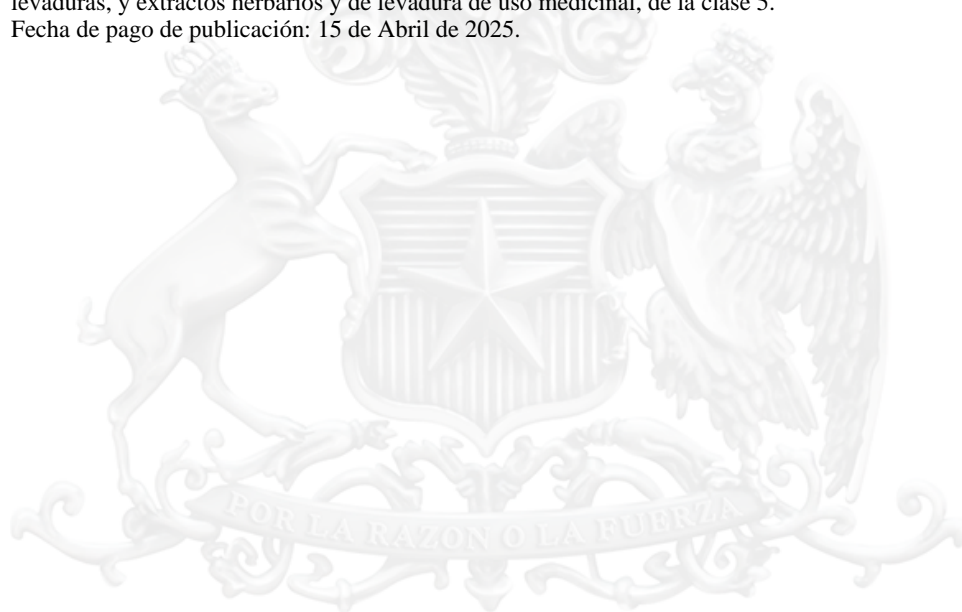 levaduras, y extractos herbarios y de levadura de uso medicinal, de la clase 5.
Fecha de pago de publicación: 15 de Abril de 2025.
POR LA RAZON O LA FUERZA